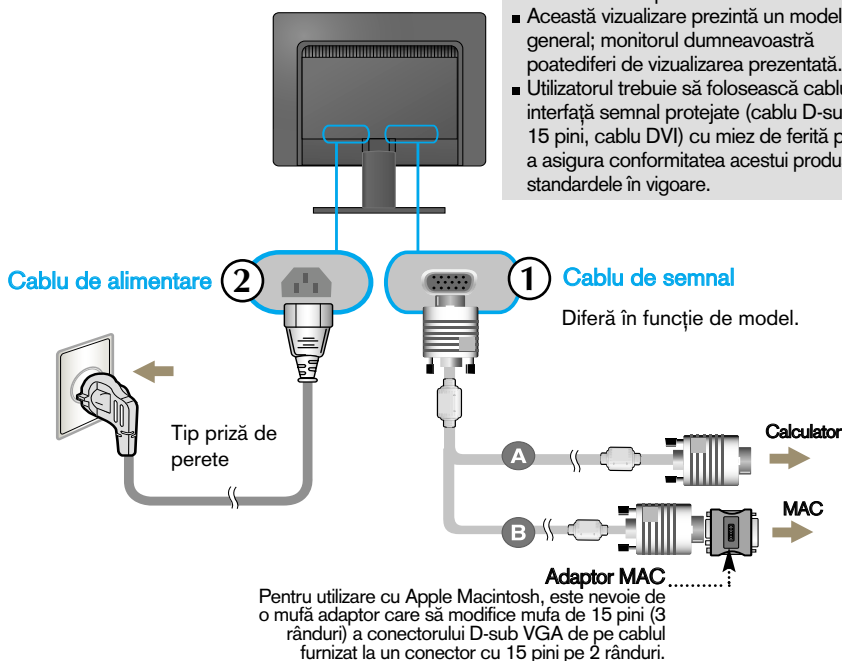 Această vizualizare prezintă un model
general; monitorul dumneavoastră
poatediferi de vizualizarea prezentată.
Utilizatorul trebuie să folosească
interfață semnal protejate (cablu
15 pini, cablu DVI) cu miez de ferită
a asigura conformitatea acestui
standardele în vigoare.
Cablu de alimentare 2
1 Cablu de semnal
Diferă în funcție de model.
Tip priză de
perete
A
Calculator
B
MAC
Adaptor MAC
Pentru utilizare cu Apple Macintosh, este nevoie de
o mufă adaptor care să modifice mufa de 15 pini (3
rânduri) a conectorului D-sub VGA de pe cablul
furnizat la un conector cu 15 pini pe 2 rânduri.